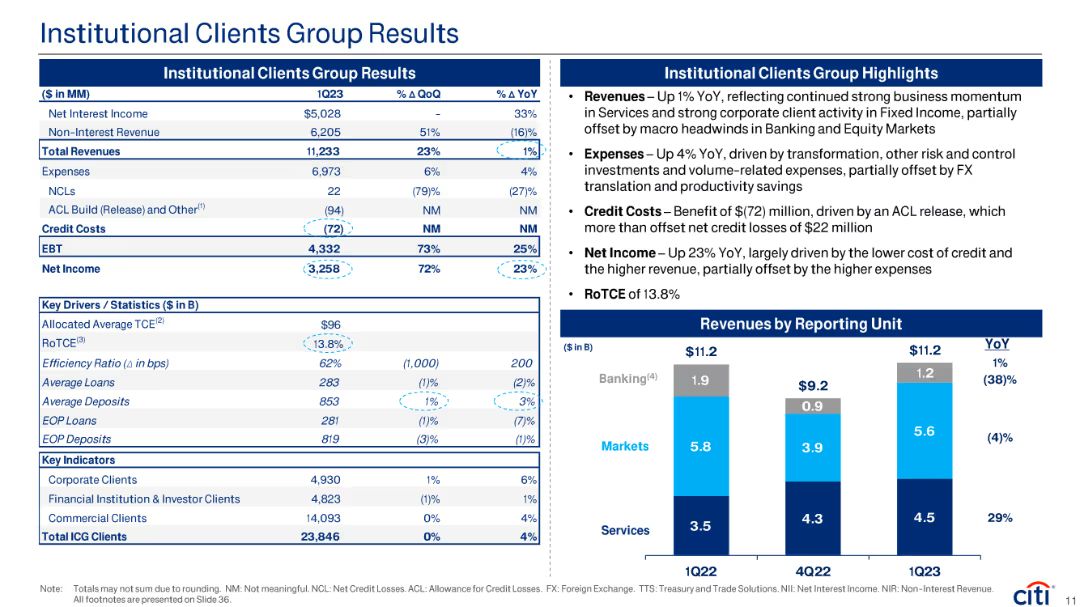 Institutional Clients Group Results
Institutional Clients Group Results
($ in MM) 1Q23 % Δ QoQ % Δ YoY
Net Interest Income $5,028 – 33%
Non-Interest Revenue 6,205 51% (16)%
Total Revenues 11,233 23% 1%
Expenses 6,973 6% 4%
NCLs 22 (79)% (27)%
ACL Build (Release) and Other(1) (94) NM NM
Credit Costs (72) NM NM
EBT 4,332 73% 25%
Net Income 3,258 72% 23%
Key Drivers / Statistics ($ in B)
Allocated Average TCE(2) $96
RoTCE(3) 13.8%
Efficiency Ratio (Δ in bps) 62% (1,000) 200
Average Loans 283 (1)% (2)%
Average Deposits 853 1% 3%
EOP Loans 281 (1)% (7)%
EOP Deposits 819 (3)% (1)%
Key Indicators
Corporate Clients 4,930 1% 6%
Financial Institution & Investor Clients 4,823 (1)% 1%
Commercial Clients 14,093 0% 4%
Total ICG Clients 23,846 0% 4%
Institutional Clients Group Highlights
• Revenues – Up 1% YoY, reflecting continued strong business momentum
in Services and strong corporate client activity in Fixed Income, partially
offset by macro headwinds in Banking and Equity Markets
• Expenses – Up 4% YoY, driven by transformation, other risk and control
investments and volume-related expenses, partially offset by FX
translation and productivity savings
• Credit Costs – Benefit of $(72) million, driven by an ACL release, which
more than offset net credit losses of $22 million
• Net Income – Up 23% YoY, largely driven by the lower cost of credit and
the higher revenue, partially offset by the higher expenses
• RoTCE of 13.8%
Revenues by Reporting Unit
($ in B) YoY
$11.2 $9.2 $11.2 1%
Banking(4) 1.9 0.9 1.2 (38)%
Markets 5.8 3.9 5.6 (4)%
Services 3.5 4.3 4.5 29%
1Q22 4Q22 1Q23
Note: Totals may not sum due to rounding. NM: Not meaningful. NCL: Net Credit Losses. ACL: Allowance for Credit Losses. FX: Foreign Exchange. TTS: Treasury and Trade Solutions. NII: Net Interest Income. NIR: Non-Interest Revenue.
All footnotes are presented on Slide 36.
citi®
11